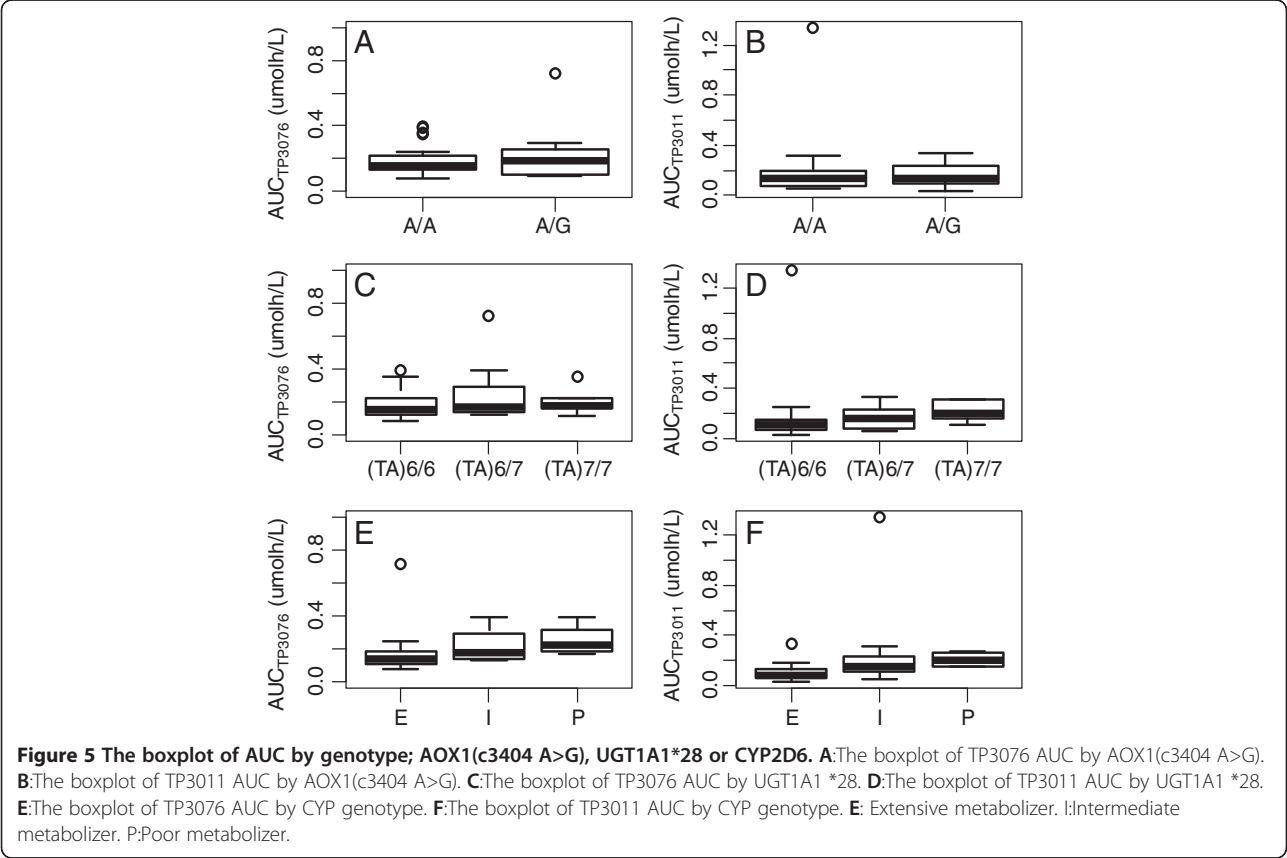 A
B
AUCTP3076 (umolh/L)
0.0 0.4 0.8
A/A A/G
AUCTP3011 (umolh/L)
0.0 0.4 0.8 1.2
A/A A/G
C
D
AUCTP3076 (umolh/L)
0.0 0.4 0.8
(TA)6/6 (TA)6/7 (TA)7/7
AUCTP3011 (umolh/L)
0.0 0.4 0.8 1.2
(TA)6/6 (TA)6/7 (TA)7/7
E
F
AUCTP3076 (umolh/L)
0.0 0.4 0.8
E I P
AUCTP3011 (umolh/L)
0.0 0.4 0.8 1.2
E I P
Figure 5 The boxplot of AUC by genotype; AOX1(c3404 A>G), UGT1A1*28 or CYP2D6. A:The boxplot of TP3076 AUC by AOX1(c3404 A>G).
B:The boxplot of TP3011 AUC by AOX1(c3404 A>G). C:The boxplot of TP3076 AUC by UGT1A1 *28. D:The boxplot of TP3011 AUC by UGT1A1 *28.
E:The boxplot of TP3076 AUC by CYP genotype. F:The boxplot of TP3011 AUC by CYP genotype. E: Extensive metabolizer. I:Intermediate
metabolizer. P:Poor metabolizer.